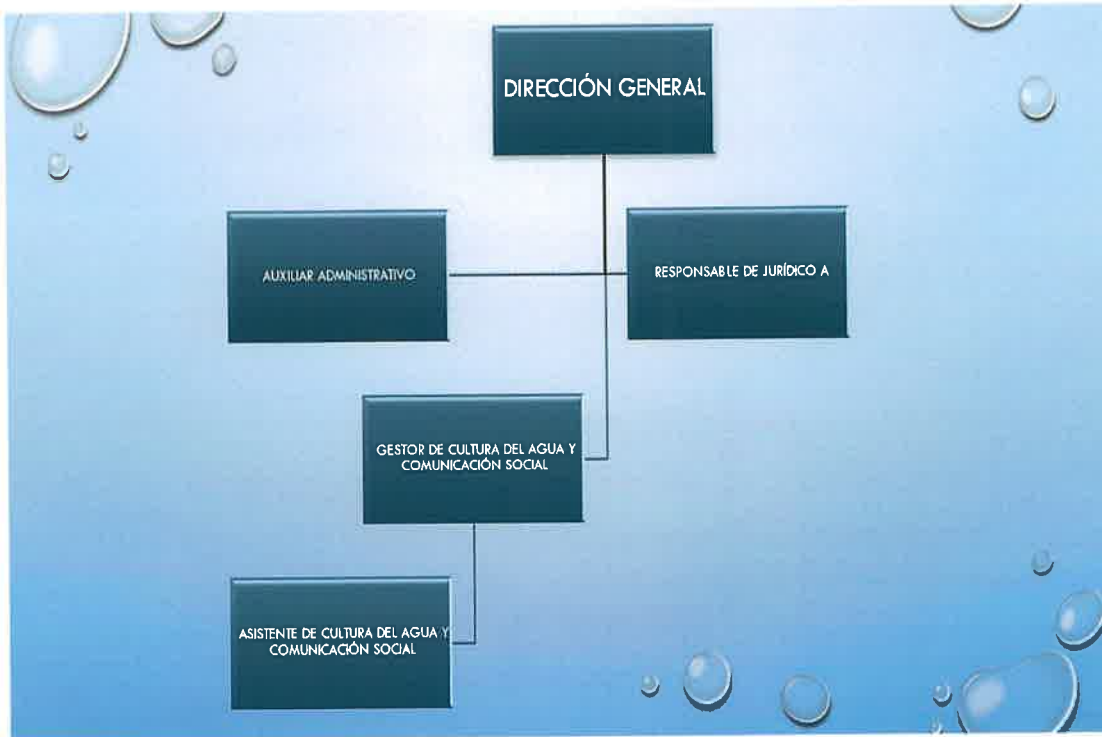 DIRECCIÓN GENERAL
AUXILIAR ADMINISTRATIVO
RESPONSABLE DE JURÍDICO A
GESTOR DE CULTURA DEL AGUA Y
COMUNICACIÓN SOCIAL
ASISTENTE DE CULTURA DEL AGUA Y
COMUNICACIÓN SOCIAL